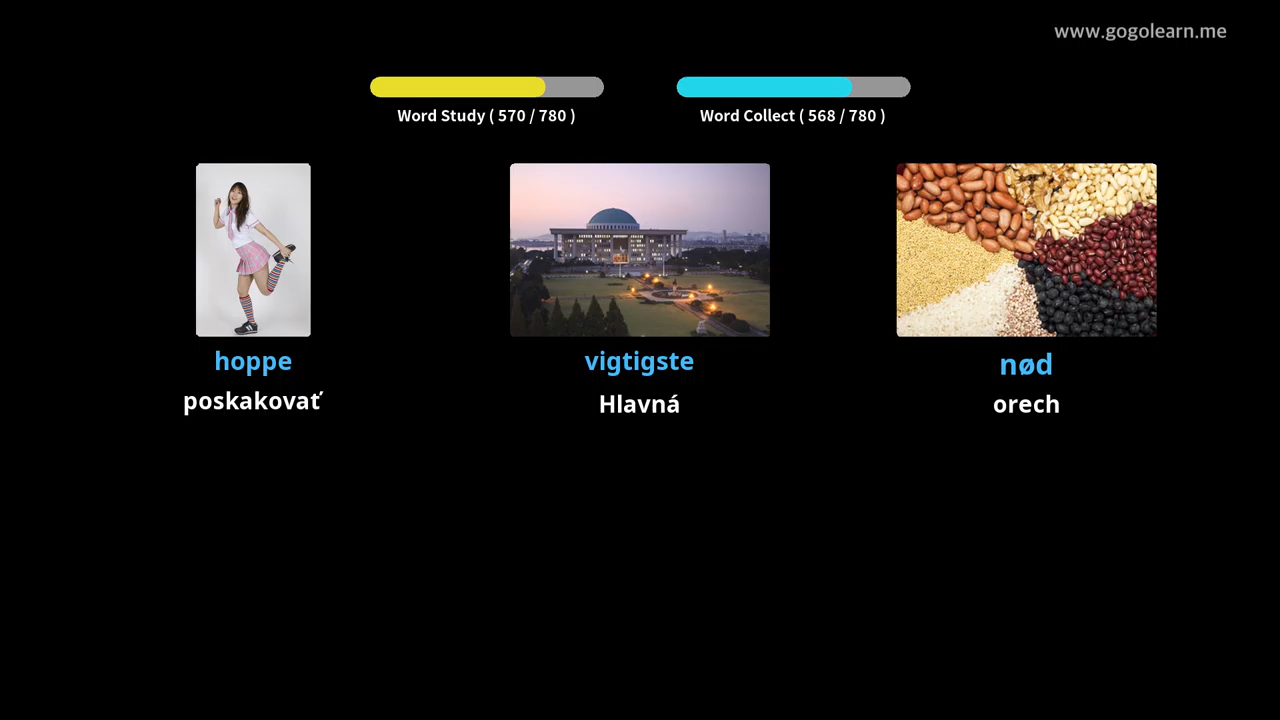 www.gogolearn.me
Word Study ( 570 / 780 )
Word Collect ( 568 / 780 )
hoppe
vigtigste
nød
poskakovať
Hlavná
orech